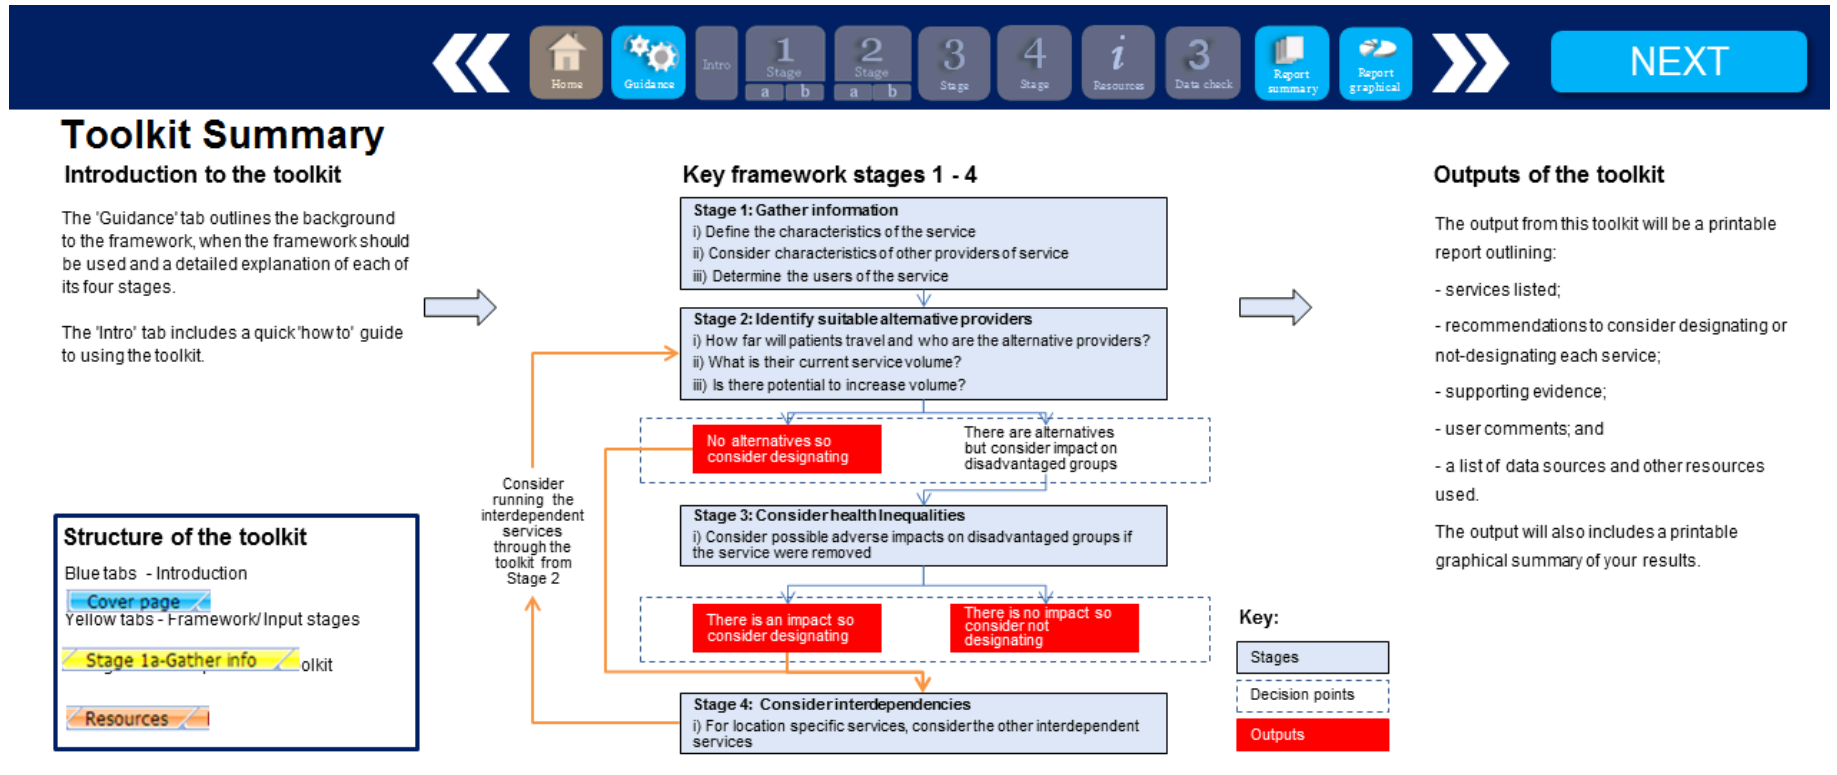 Home
Guidance
Intro
1
Stage
a b
2
Stage
a b
3
Stage
4
Stage
i
Resources
3
Data check
Report
summary
Report
graphical
NEXT
Toolkit Summary
Introduction to the toolkit
The 'Guidance' tab outlines the background
to the framework, when the framework should
be used and a detailed explanation of each of
its four stages.
The 'Intro' tab includes a quick 'how to' guide
to using the toolkit.
Structure of the toolkit
Blue tabs - Introduction
Cover page
Yellow tabs - Framework/ Input stages
Stage 1a-Gather info
olkit
Resources
Key framework stages 1 - 4
Stage 1: Gather information
i) Define the characteristics of the service
ii) Consider characteristics of other providers of service
iii) Determine the users of the service
Stage 2: Identify suitable alternative providers
i) How far will patients travel and who are the alternative providers?
ii) What is their current service volume?
iii) Is there potential to increase volume?
No alternatives so
consider designating
There are alternatives
but consider impact on
disadvantaged groups
Consider
running the
interdependent
services
through the
toolkit from
Stage 2
Stage 3: Consider health Inequalities
i) Consider possible adverse impacts on disadvantaged groups if
the service were removed
There is an impact so
consider designating
There is no impact so
consider not
designating
Stage 4: Consider interdependencies
i) For location specific services, consider the other interdependent
services
Outputs of the toolkit
The output from this toolkit will be a printable
report outlining:
- services listed;
- recommendations to consider designating or
not-designating each service;
- supporting evidence;
- user comments; and
- a list of data sources and other resources
used.
The output will also includes a printable
graphical summary of your results.
Key:
Stages
Decision points
Outputs